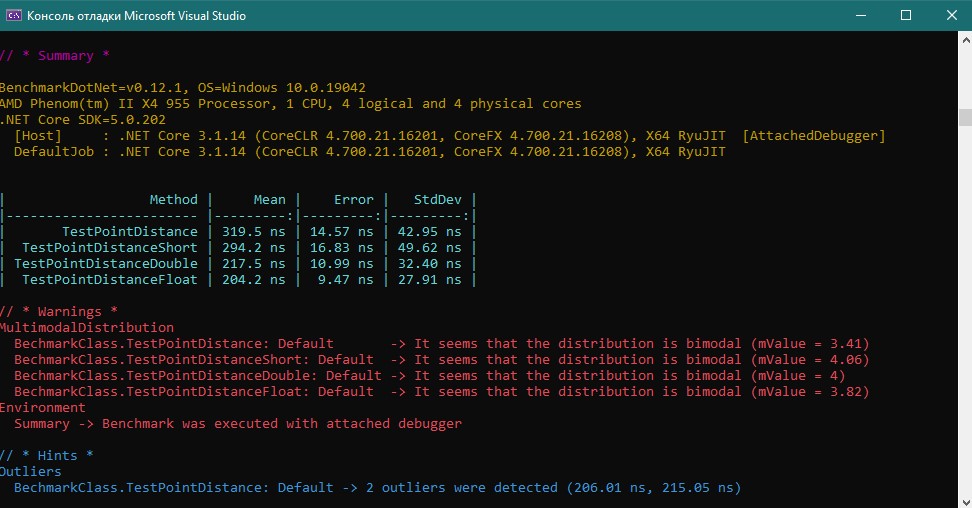 Консоль отладки Microsoft Visual Studio
// * Summary *
BenchmarkDotNet=v0.12.1, OS=Windows 10.0.19042
AMD Phenom(tm) II X4 955 Processor, 1 CPU, 4 logical and 4 physical cores
.NET Core SDK=5.0.202
  [Host]     : .NET Core 3.1.14 (CoreCLR 4.700.21.16201, CoreFX 4.700.21.16208), X64 RyuJIT  [AttachedDebugger]
  DefaultJob : .NET Core 3.1.14 (CoreCLR 4.700.21.16201, CoreFX 4.700.21.16208), X64 RyuJIT
|                  Method |     Mean |    Error |   StdDev |
|------------------------ |---------:|---------:|---------:|
|       TestPointDistance | 319.5 ns | 14.57 ns | 42.95 ns |
|  TestPointDistanceShort | 294.2 ns | 16.83 ns | 49.62 ns |
| TestPointDistanceDouble | 217.5 ns | 10.99 ns | 32.40 ns |
|  TestPointDistanceFloat | 204.2 ns |  9.47 ns | 27.91 ns |
// * Warnings *
MultimodalDistribution
  BechmarkClass.TestPointDistance: Default       -> It seems that the distribution is bimodal (mValue = 3.41)
  BechmarkClass.TestPointDistanceShort: Default  -> It seems that the distribution is bimodal (mValue = 4.06)
  BechmarkClass.TestPointDistanceDouble: Default -> It seems that the distribution is bimodal (mValue = 4)
  BechmarkClass.TestPointDistanceFloat: Default  -> It seems that the distribution is bimodal (mValue = 3.82)
Environment
  Summary -> Benchmark was executed with attached debugger
// * Hints *
Outliers
  BechmarkClass.TestPointDistance: Default -> 2 outliers were detected (206.01 ns, 215.05 ns)